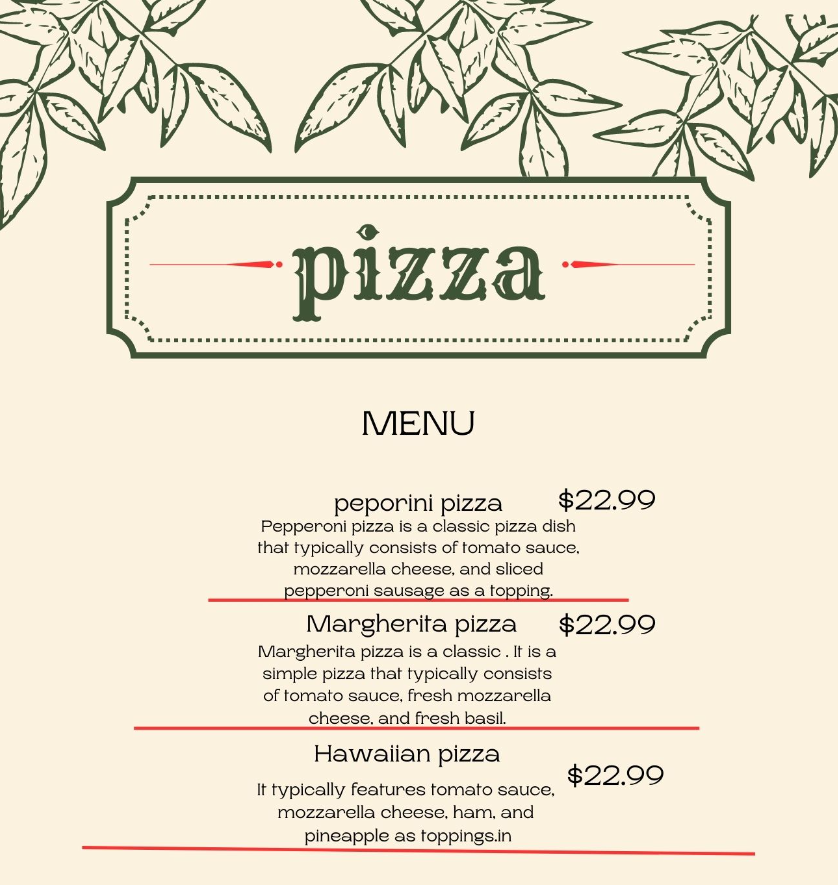 pizza
MENU
peporini pizza $22.99
Pepperoni pizza is a classic pizza dish
that typically consists of tomato sauce,
mozzarella cheese, and sliced
pepperoni sausage as a topping.
Margherita pizza $22.99
Margherita pizza is a classic . It is a
simple pizza that typically consists
of tomato sauce, fresh mozzarella
cheese, and fresh basil.
Hawaiian pizza
$22.99
It typically features tomato sauce,
mozzarella cheese, ham, and
pineapple as toppings.in